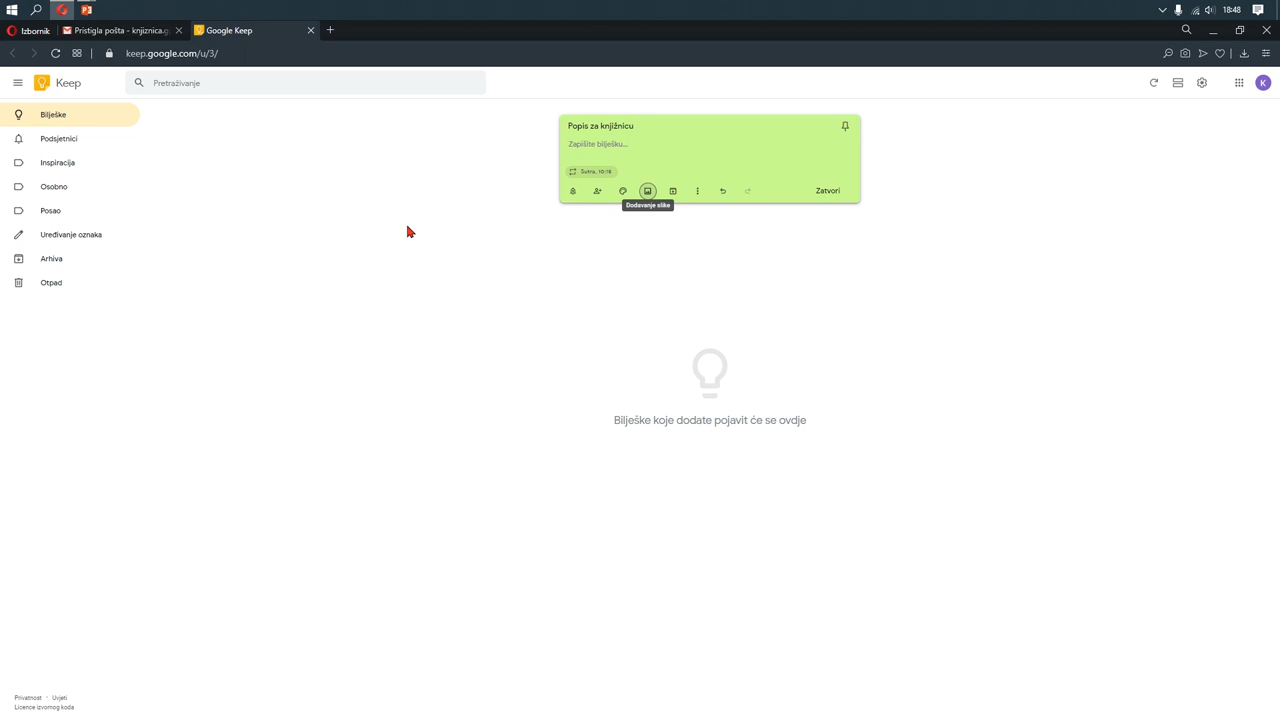 18:48
Izbornik
Pristigla pošta - knjiznica.g
Google Keep
keep.google.com/u/3/
Keep
Pretraživanje
K
Bilješke
Podsjetnici
Inspiracija
Osobno
Posao
Uređivanje oznaka
Arhiva
Otpad
Popis za knjižnicu
Zapišite bilješku...
Sutra, 10:16
Zatvori
Dodavanje slike
Bilješke koje dodate pojavit će se ovdje
Privatnost · Uvjeti
Licence izvornog koda